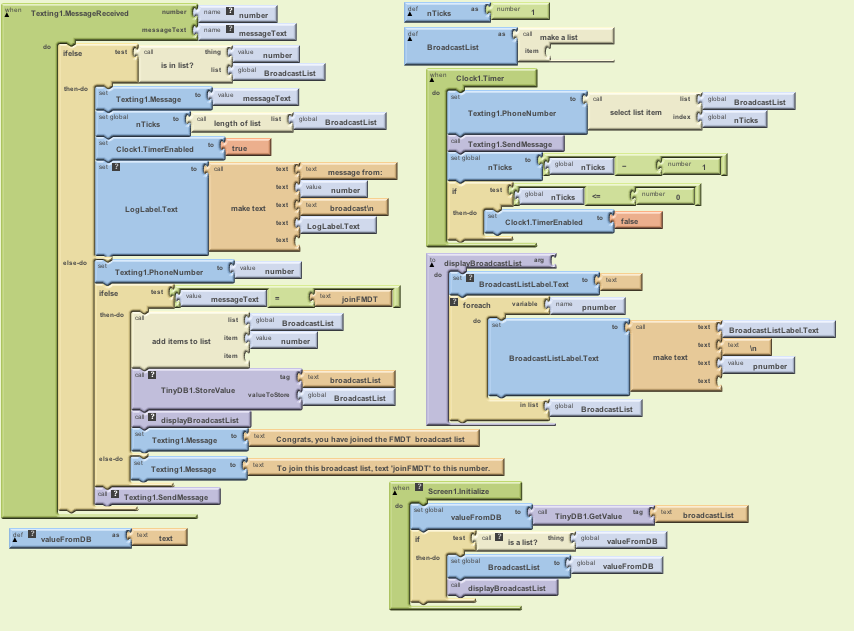 when Texting1.MessageReceived number name ? number
messageText name ? messageText
do ifelse test call is in list? thing value number
list global BroadcastList
then-do set Texting1.Message to value messageText
set global nTicks to call length of list list global BroadcastList
set Clock1.TimerEnabled to true
set ? LogLabel.Text to call make text text text message from:
text value number
text text broadcast\n
text LogLabel.Text
text
else-do set Texting1.PhoneNumber to value number
ifelse test value messageText = text joinFMDT
then-do call add items to list list global BroadcastList
item value number
item
call ? TinyDB1.StoreValue tag text broadcastList
valueToStore global BroadcastList
call ? displayBroadcastList
set Texting1.Message to text Congrats, you have joined the FMDT broadcast list
else-do set Texting1.Message to text To join this broadcast list, text 'joinFMDT' to this number.
call ? Texting1.SendMessage
def ? valueFromDB as text text
def nTicks as number 1
def BroadcastList as call make a list
item
when Clock1.Timer
do set Texting1.PhoneNumber to call select list item list global BroadcastList
index global nTicks
call Texting1.SendMessage
set global nTicks to global nTicks - number 1
if test global nTicks <= number 0
then-do set Clock1.TimerEnabled to false
to displayBroadcastList arg
do set ? BroadcastListLabel.Text to text
? foreach variable name pnumber
do set BroadcastListLabel.Text to call make text text BroadcastListLabel.Text
text text \n
text value pnumber
text
in list global BroadcastList
when ? Screen1.Initialize
do set global valueFromDB to call TinyDB1.GetValue tag text broadcastList
if test call ? is a list? thing global valueFromDB
then-do set global BroadcastList to global valueFromDB
call displayBroadcastList